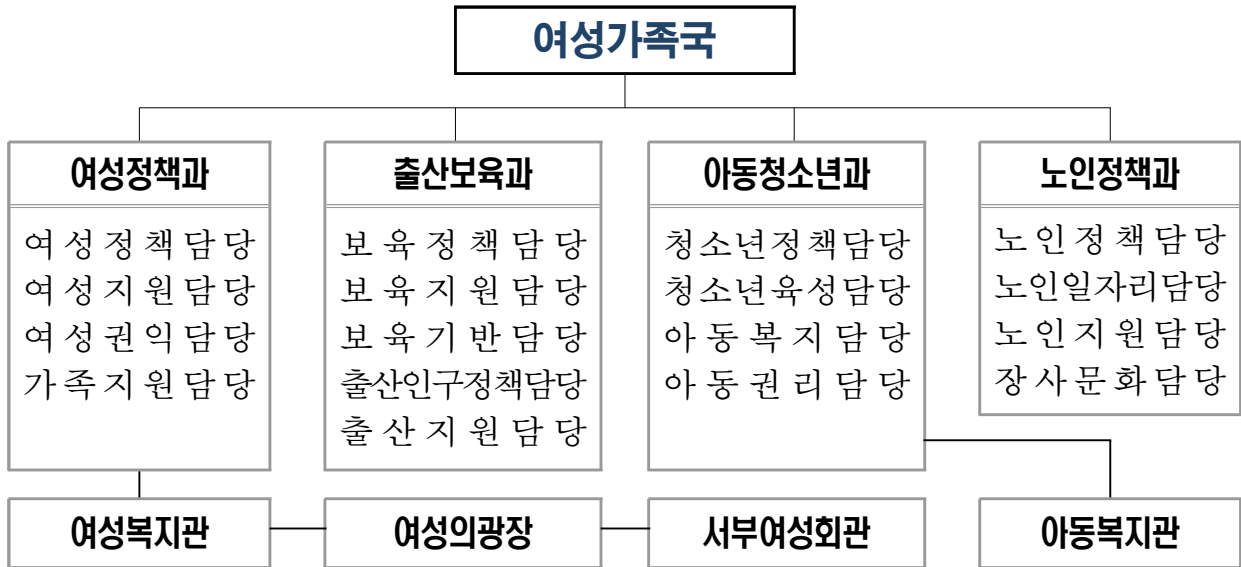 여성가족국
여성정책과
여성정책담당
여성지원담당
여성권익담당
가족지원담당
출산보육과
보육정책담당
보육지원담당
보육기반담당
출산인구정책담당
출산지원담당
아동청소년과
청소년정책담당
청소년육성담당
아동복지담당
아동권리담당
노인정책과
노인정책담당
노인일자리담당
노인지원담당
장사문화담당
여성복지관
여성의광장
서부여성회관
아동복지관